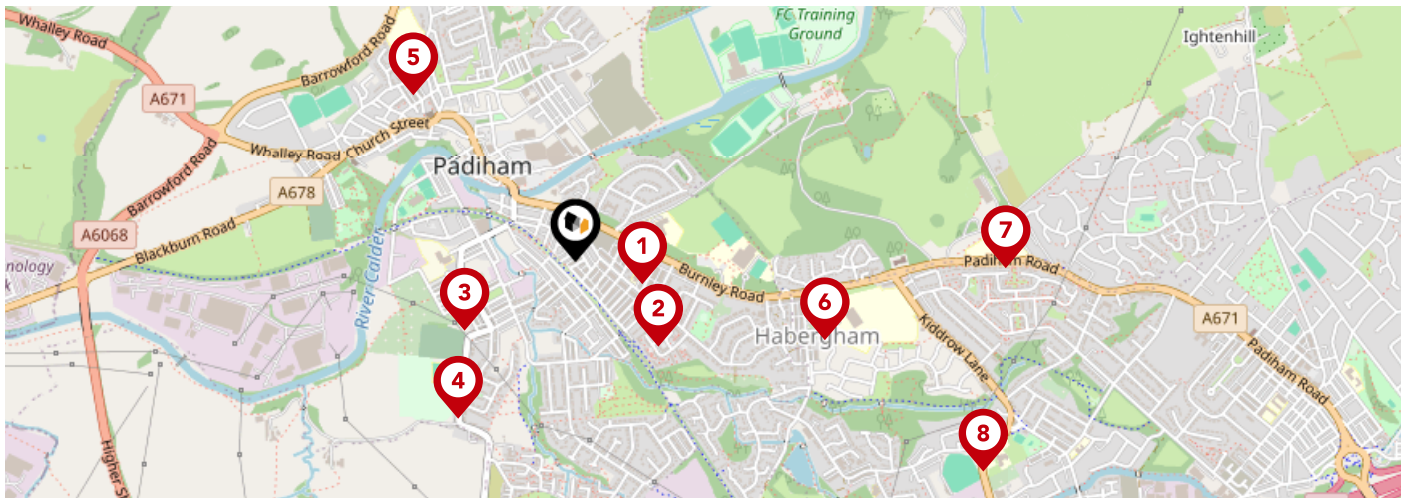 Whalley Road
Barrowford Road
FC Training
Ground
Ightenhill
5
A671
Church Street
Whalley Road
Padiham
Barrowford Road
A678
A6068
Blackburn Road
River Calder
1
7
Padiham Road
3
2
Burnley Road
6
Habergham
A671
Kiddrow Lane
Padiham Road
4
8